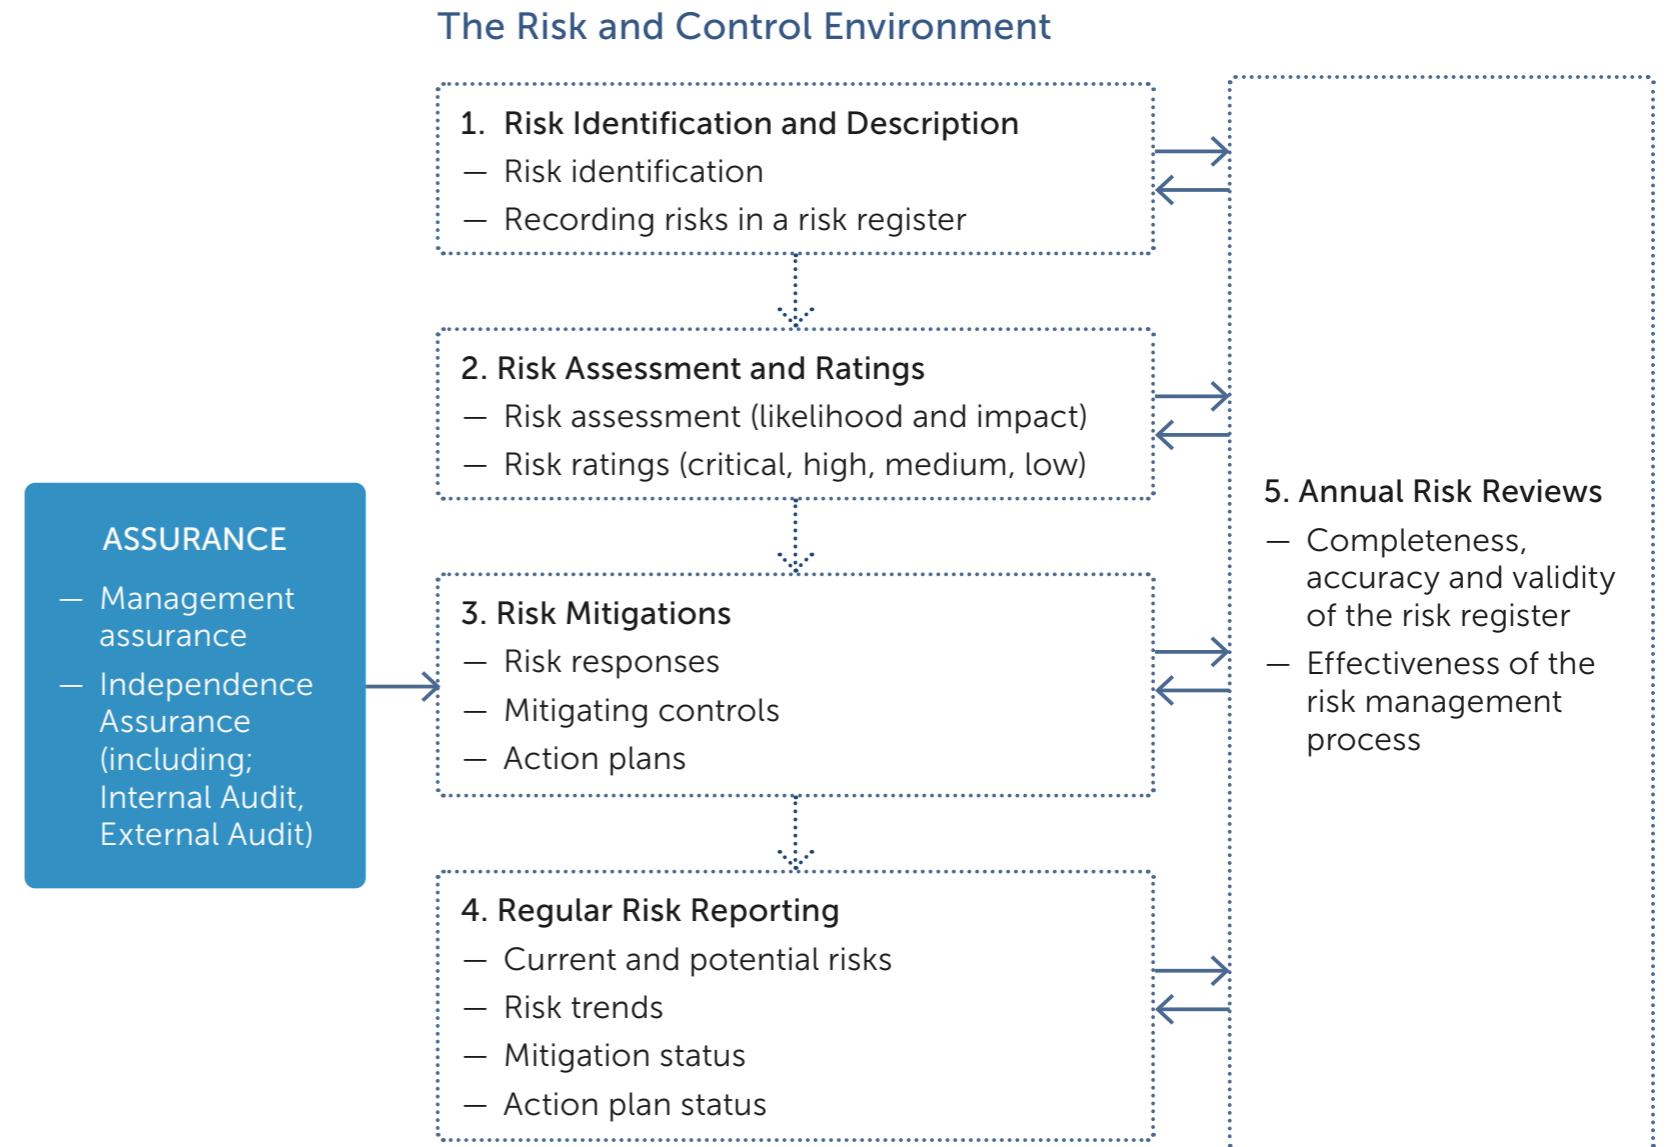 The Risk and Control Environment
1. Risk Identification and Description
— Risk identification
— Recording risks in a risk register
2. Risk Assessment and Ratings
— Risk assessment (likelihood and impact)
— Risk ratings (critical, high, medium, low)
ASSURANCE
— Management
assurance
— Independence
Assurance
(including;
Internal Audit,
External Audit)
3. Risk Mitigations
— Risk responses
— Mitigating controls
— Action plans
4. Regular Risk Reporting
— Current and potential risks
— Risk trends
— Mitigation status
— Action plan status
5. Annual Risk Reviews
— Completeness,
accuracy and validity
of the risk register
— Effectiveness of the
risk management
process